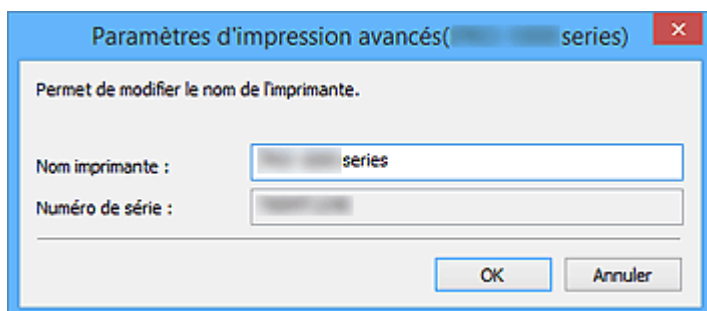 Paramètres d'impression avancés( series)
Permet de modifier le nom de l'imprimante.
Nom imprimante : series
Numéro de série :
OK Annuler